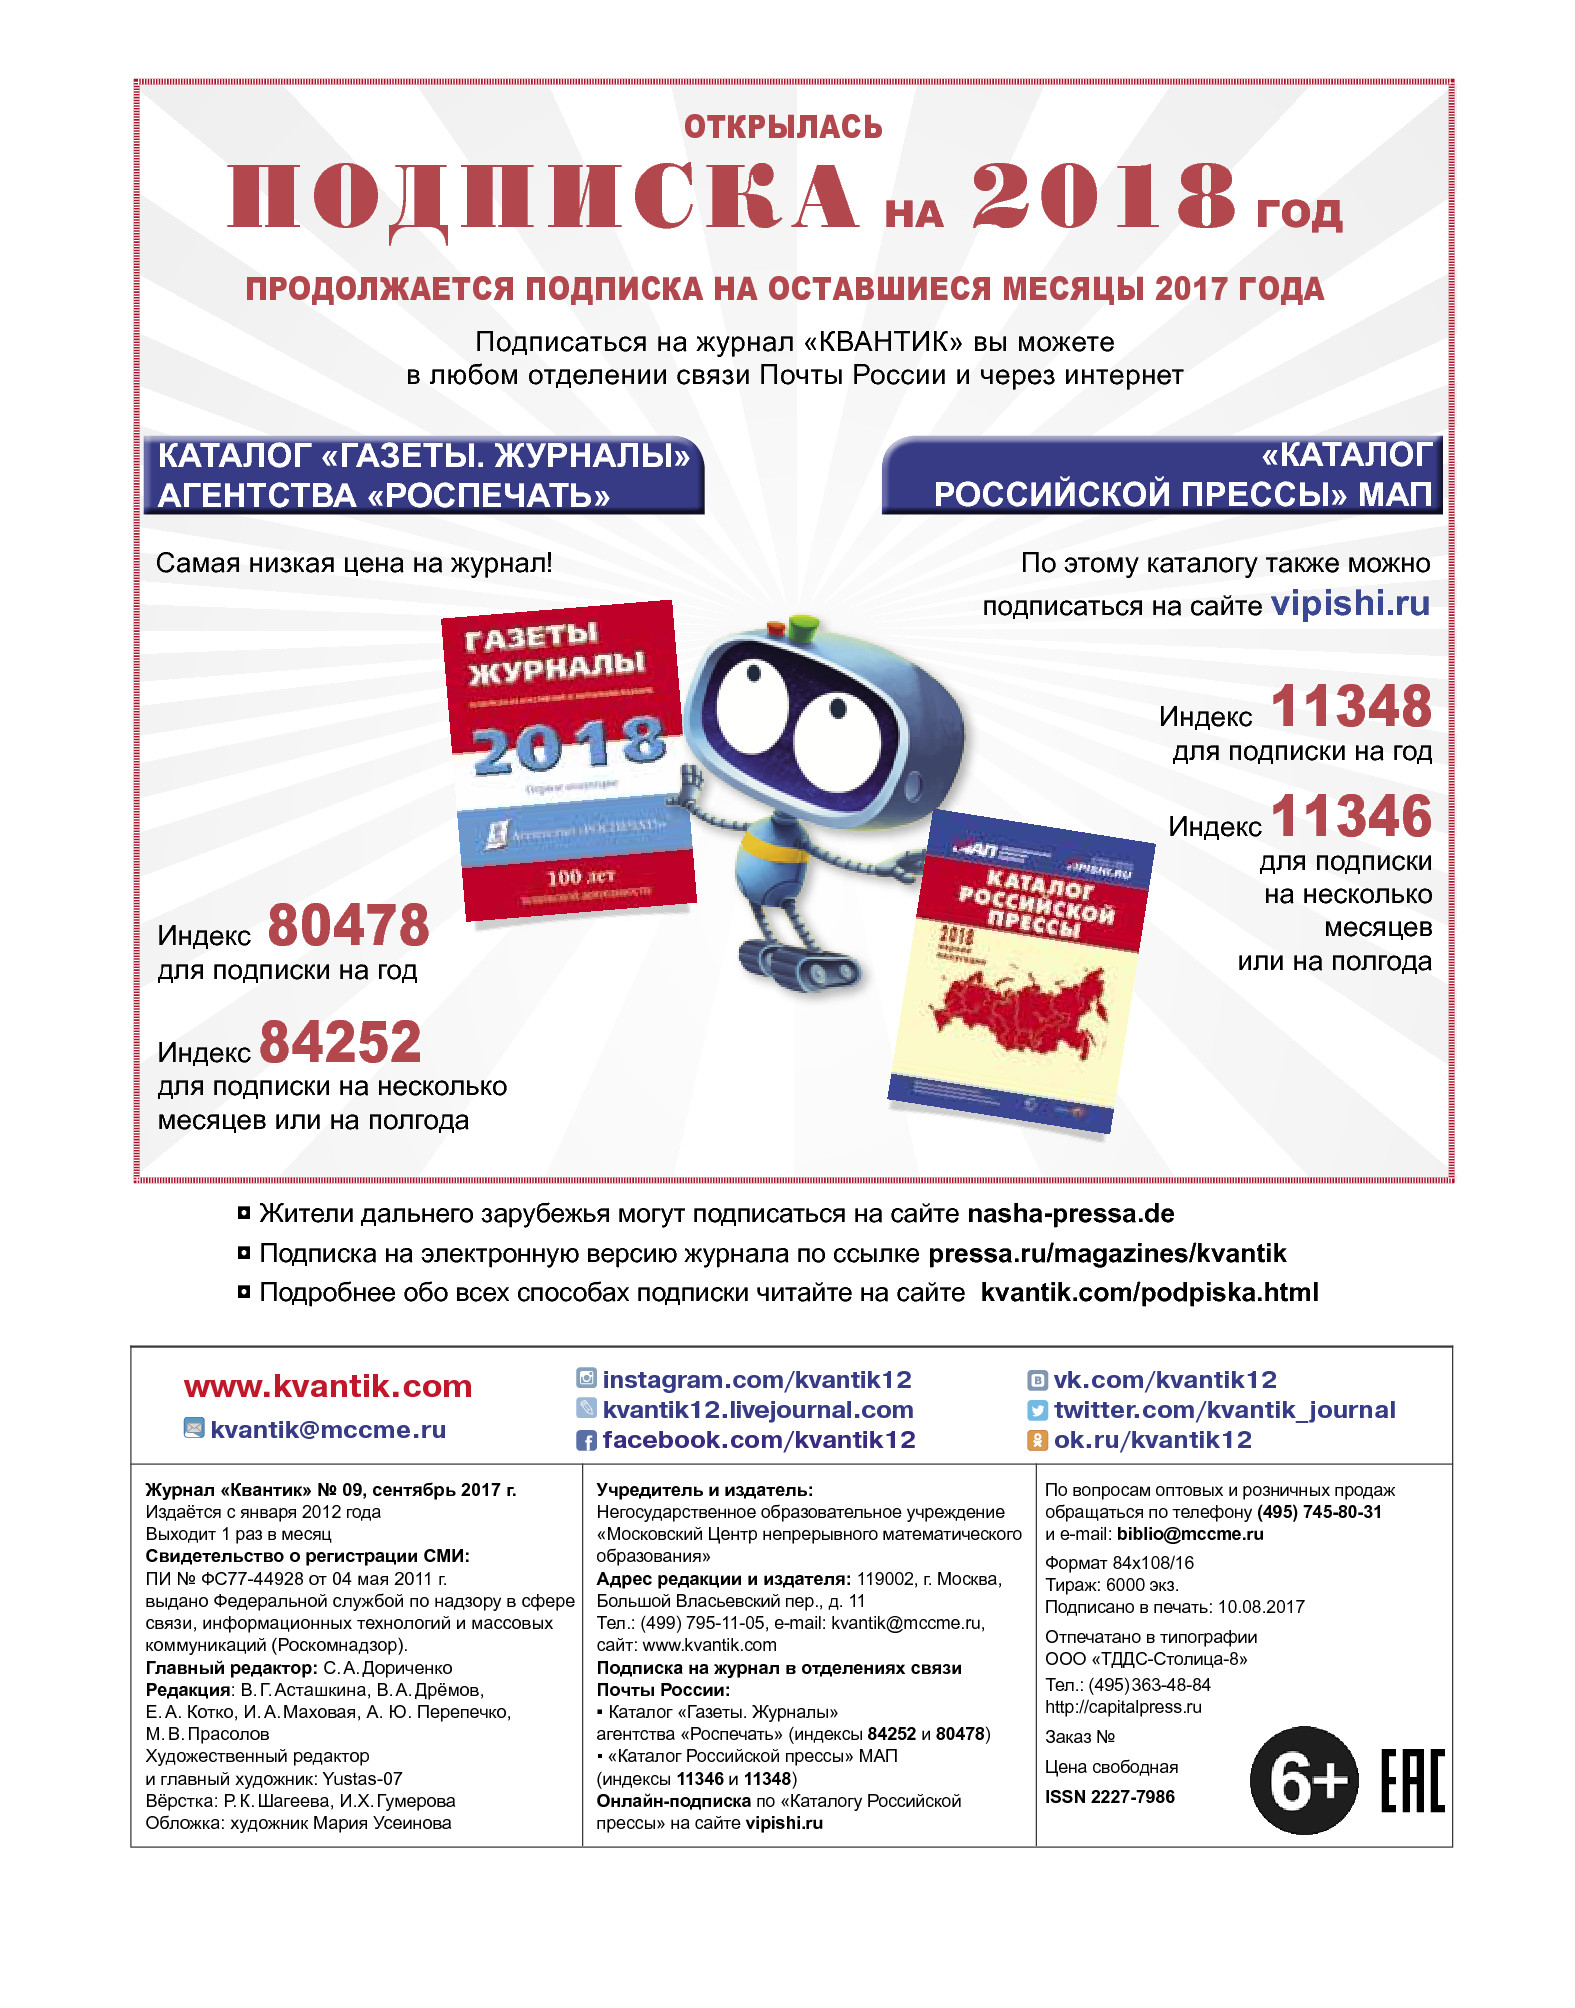 ОТКРЫЛАСЬ
ПОДПИСКА НА 2018 ГОД
ПРОДОЛЖАЕТСЯ ПОДПИСКА НА ОСТАВШИЕСЯ МЕСЯЦЫ 2017 ГОДА
Подписаться на журнал «КВАНТИК» вы можете
в любом отделении связи Почты России и через интернет
КАТАЛОГ «ГАЗЕТЫ. ЖУРНАЛЫ»
АГЕНТСТВА «РОСПЕЧАТЬ»
Самая низкая цена на журнал!
ГАЗЕТЫ
ЖУРНАЛЫ
2018
Агентство «РОСПЕЧАТЬ»
100 лет
Индекс 80478
для подписки на год
Индекс 84252
для подписки на несколько
месяцев или на полгода
«КАТАЛОГ
РОССИЙСКОЙ ПРЕССЫ» МАП
По этому каталогу также можно
подписаться на сайте vipishi.ru
Индекс 11348
для подписки на год
Индекс 11346
для подписки
на несколько
месяцев
или на полгода
МАП
VIPISHI.RU
КАТАЛОГ
РОССИЙСКОЙ
ПРЕССЫ
2018
Жители дальнего зарубежья могут подписаться на сайте nasha-pressa.de
Подписка на электронную версию журнала по ссылке pressa.ru/magazines/kvantik
Подробнее обо всех способах подписки читайте на сайте kvantik.com/podpiska.html
www.kvantik.com
kvantik@mccme.ru
instagram.com/kvantik12
kvantik12.livejournal.com
facebook.com/kvantik12
vk.com/kvantik12
twitter.com/kvantik_journal
ok.ru/kvantik12
Журнал «Квантик» № 09, сентябрь 2017 г.
Издаётся с января 2012 года
Выходит 1 раз в месяц
Свидетельство о регистрации СМИ:
ПИ № ФС77-44928 от 04 мая 2011 г.
выдано Федеральной службой по надзору в сфере
связи, информационных технологий и массовых
коммуникаций (Роскомнадзор).
Главный редактор: С. А. Дориченко
Редакция: В. Г. Асташкина, В. А. Дрёмов,
Е. А. Котко, И. А. Маховая, А. Ю. Перепечко,
М. В. Прасолов
Художественный редактор
и главный художник: Yustas-07
Вёрстка: Р. К. Шагеева, И. Х. Гумерова
Обложка: художник Мария Усеинова
Учредитель и издатель:
Негосударственное образовательное учреждение
«Московский Центр непрерывного математического
образования»
Адрес редакции и издателя: 119002, г. Москва,
Большой Власьевский пер., д. 11
Тел.: (499) 795-11-05, e-mail: kvantik@mccme.ru,
сайт: www.kvantik.com
Подписка на журнал в отделениях связи
Почты России:
▪ Каталог «Газеты. Журналы»
агентства «Роспечать» (индексы 84252 и 80478)
▪ «Каталог Российской прессы» МАП
(индексы 11346 и 11348)
Онлайн-подписка по «Каталогу Российской
прессы» на сайте vipishi.ru
По вопросам оптовых и розничных продаж
обращаться по телефону (495) 745-80-31
и e-mail: biblio@mccme.ru
Формат 84х108/16
Тираж: 6000 экз.
Подписано в печать: 10.08.2017
Отпечатано в типографии
ООО «ТДДС-Столица-8»
Тел.: (495) 363-48-84
http://capitalpress.ru
Заказ №
Цена свободная
ISSN 2227-7986
6+
EAC